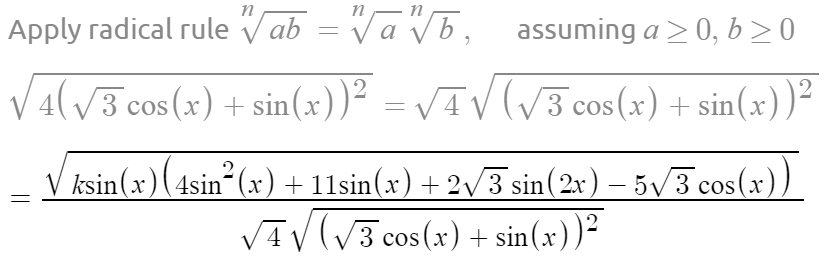 Apply radical rule ⁿ√ab = ⁿ√a ⁿ√b, assuming a ≥ 0, b ≥ 0
√(4(√3 cos(x) + sin(x))²) = √4 √((√3 cos(x) + sin(x))²)
= √(ksin(x)(4sin²(x) + 11sin(x) + 2√3 sin(2x) − 5√3 cos(x))) / √4 √((√3 cos(x) + sin(x))²)